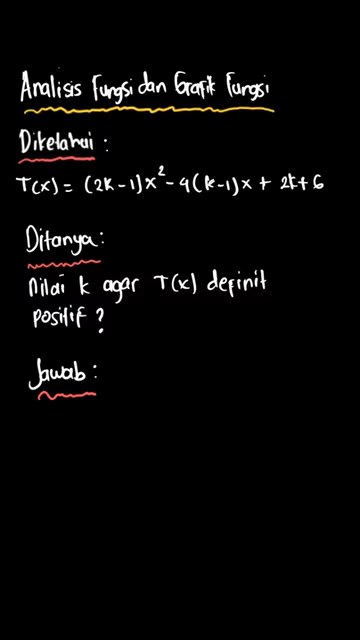 Analisis Fungsi dan Grafik Fungsi
Diketahui :
T(x) = (2k-1)x² - 4(k-1)x + 2k+6
Ditanya :
Nilai k agar T(x) definit
positif ?
Jawab :